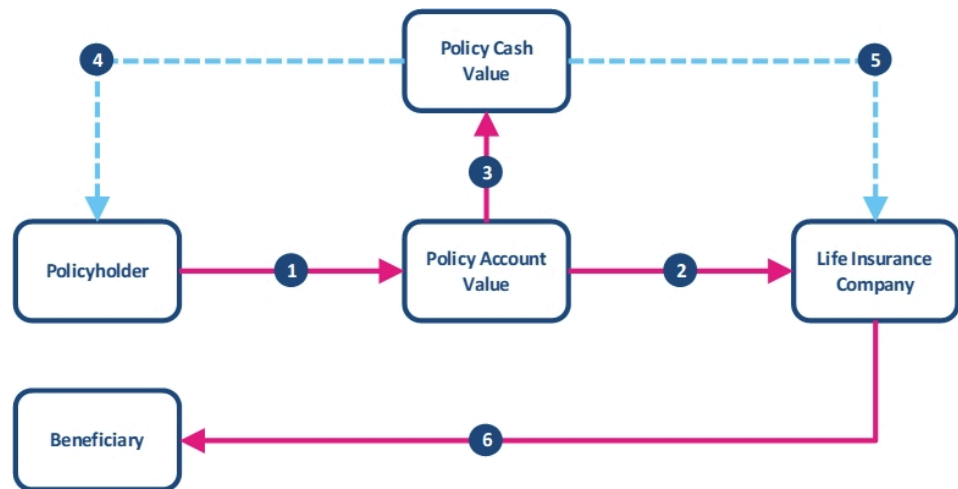 Policy Cash
Value
4
5
3
Policyholder
1
Policy Account
Value
2
Life Insurance
Company
Beneficiary
6